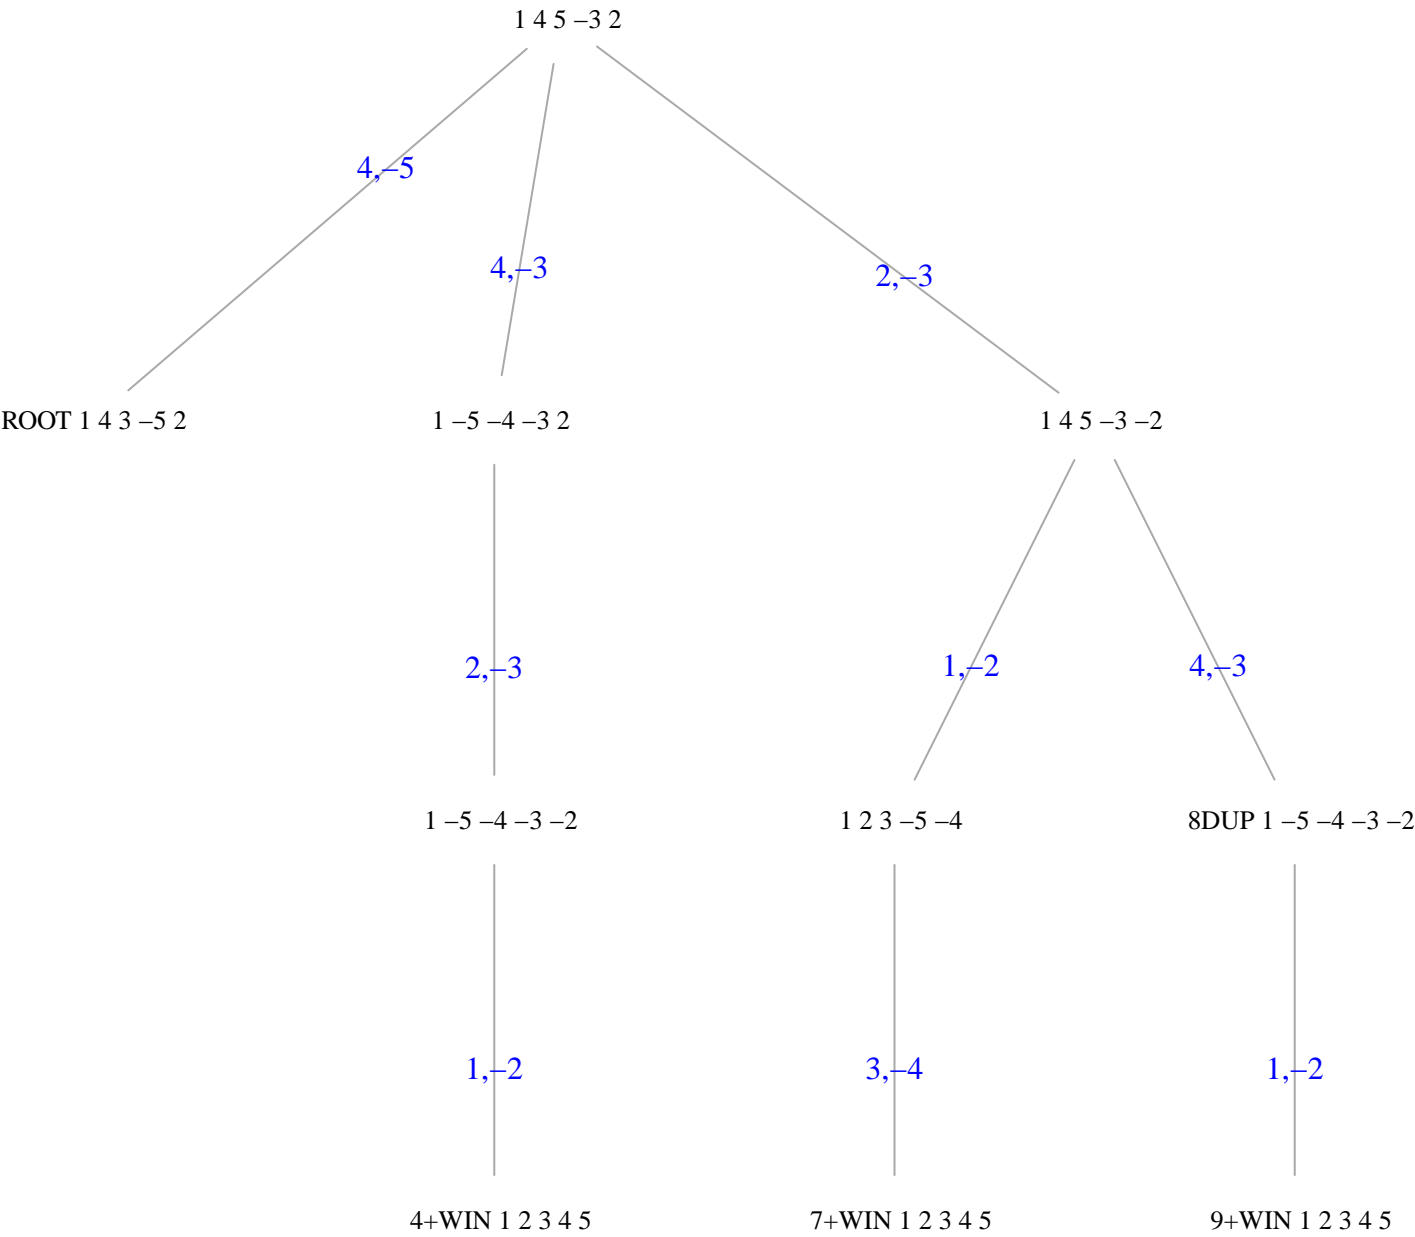 1 4 5 –3 2
4,–5
4,–3
2,–3
ROOT 1 4 3 –5 2
1 –5 –4 –3 2
1 4 5 –3 –2
2,–3
1,–2
4,–3
1 –5 –4 –3 –2
1 2 3 –5 –4
8DUP 1 –5 –4 –3 –2
1,–2
3,–4
1,–2
4+WIN 1 2 3 4 5
7+WIN 1 2 3 4 5
9+WIN 1 2 3 4 5